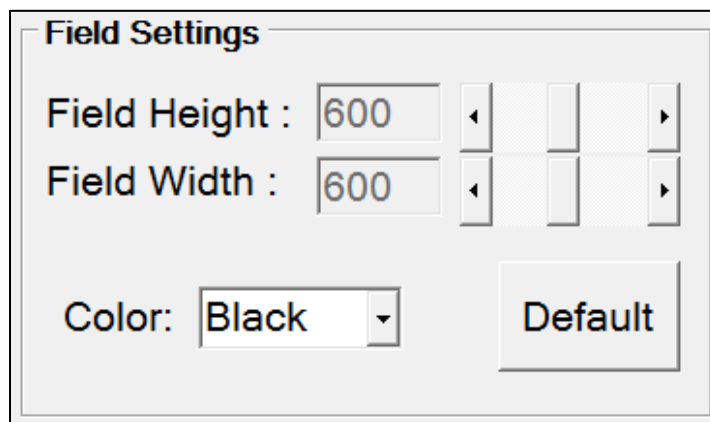 Field Settings
Field Height : 600
Field Width : 600
Color: Black
Default